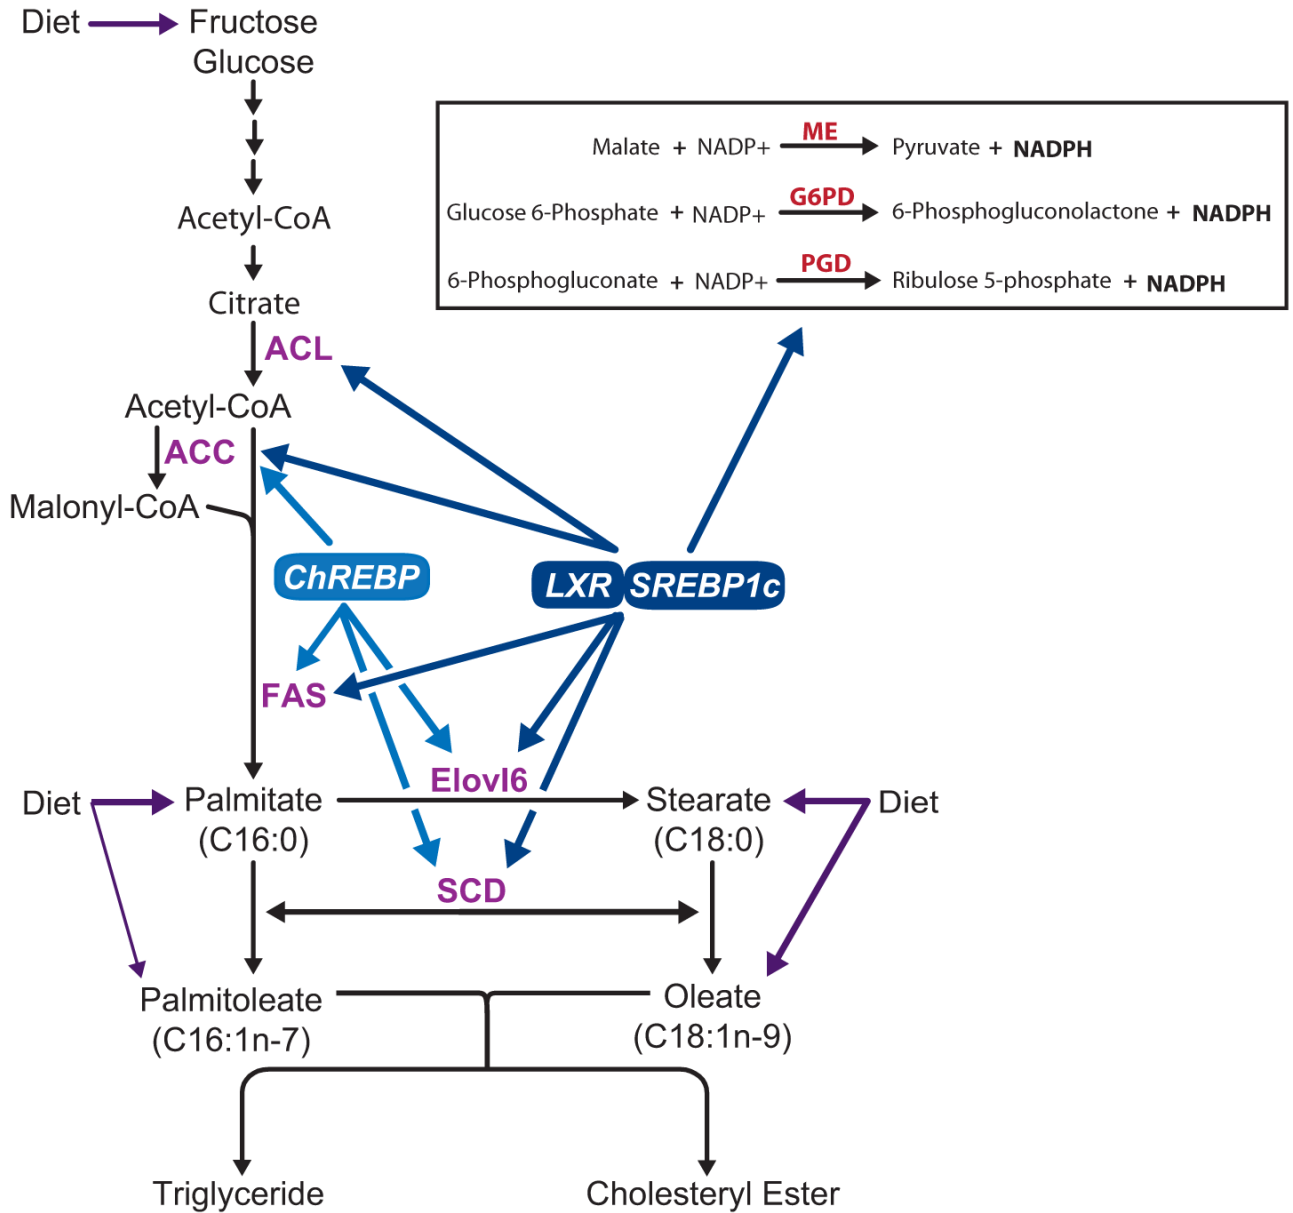 Diet
Fructose
Glucose
ME
Malate + NADP+ Pyruvate + NADPH
G6PD
Glucose 6-Phosphate + NADP+ 6-Phosphogluconolactone + NADPH
PGD
6-Phosphogluconate + NADP+ Ribulose 5-phosphate + NADPH
Acetyl-CoA
Citrate
ACL
Acetyl-CoA
ACC
Malonyl-CoA
ChREBP
LXR SREBP1c
FAS
Elovl6
Diet
Palmitate
(C16:0)
Stearate
(C18:0)
Diet
SCD
Palmitoleate
(C16:1n-7)
Oleate
(C18:1n-9)
Triglyceride
Cholesteryl Ester